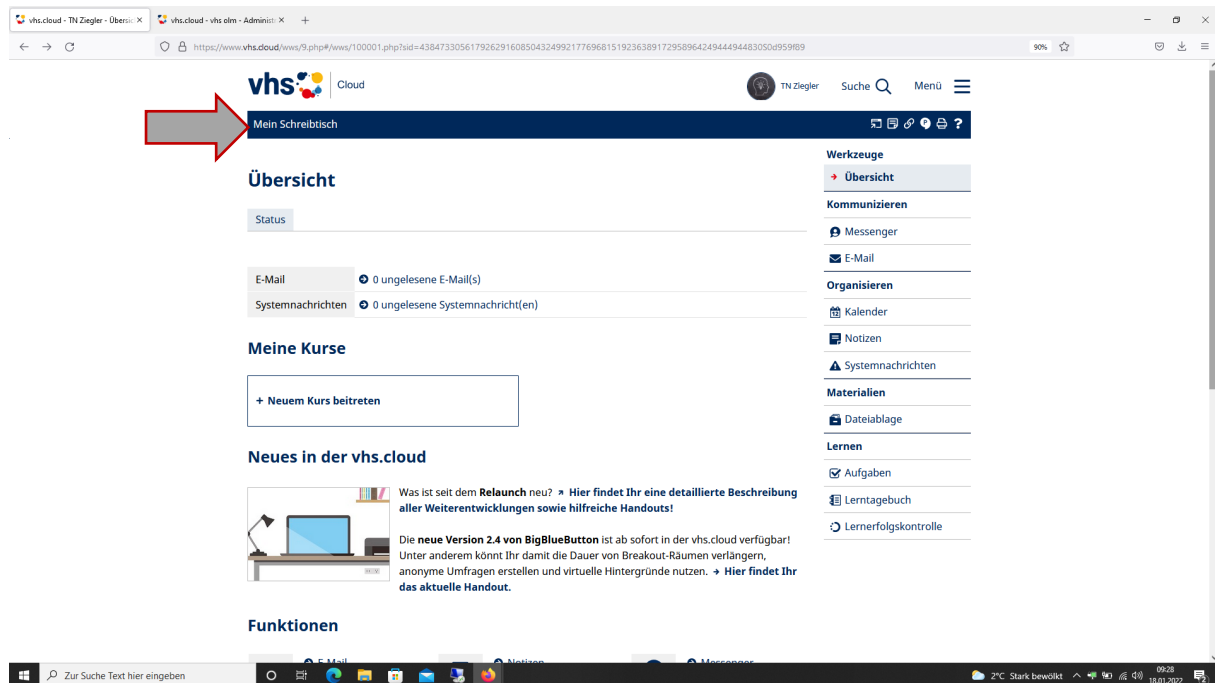 vhs.cloud - TN Ziegler - Übersic
vhs.cloud - vhs olm - Administr
https://www.vhs.cloud/wws/9.php#/wws/100001.php?sid=43847330561792629160850432499217769681519236389172958964249444944830S0d959f89
90%
vhs Cloud
TN Ziegler
Suche
Menü
Mein Schreibtisch
Übersicht
Status
E-Mail 0 ungelesene E-Mail(s)
Systemnachrichten 0 ungelesene Systemnachricht(en)
Meine Kurse
+ Neuem Kurs beitreten
Neues in der vhs.cloud
Was ist seit dem Relaunch neu? Hier findet Ihr eine detaillierte Beschreibung
aller Weiterentwicklungen sowie hilfreiche Handouts!
Die neue Version 2.4 von BigBlueButton ist ab sofort in der vhs.cloud verfügbar!
Unter anderem könnt Ihr damit die Dauer von Breakout-Räumen verlängern,
anonyme Umfragen erstellen und virtuelle Hintergründe nutzen. Hier findet Ihr
das aktuelle Handout.
Funktionen
E-Mail
Notizen
Messenger
Werkzeuge
Übersicht
Kommunizieren
Messenger
E-Mail
Organisieren
Kalender
Notizen
Systemnachrichten
Materialien
Dateiablage
Lernen
Aufgaben
Lerntagebuch
Lernerfolgskontrolle
Zur Suche Text hier eingeben
2°C Stark bewölkt
09:28
18.01.2022